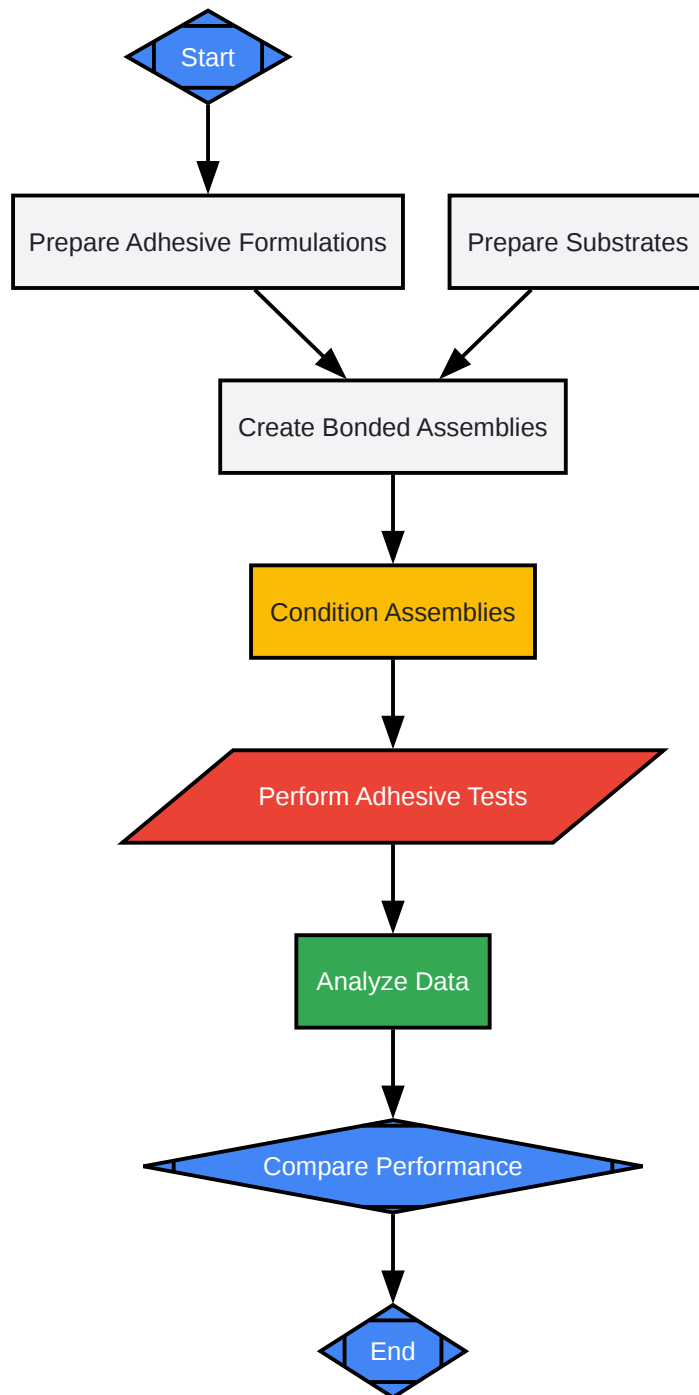 Start
Prepare Adhesive Formulations
Prepare Substrates
Create Bonded Assemblies
Condition Assemblies
Perform Adhesive Tests
Analyze Data
Compare Performance
End